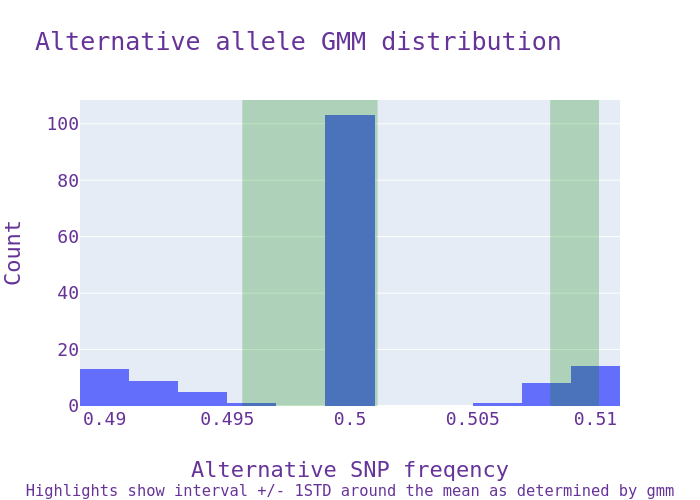 Alternative allele GMM distribution
100
80
60
40
20
0
Count
0.49 0.495 0.5 0.505 0.51
Alternative SNP freqency
Highlights show interval +/- 1STD around the mean as determined by gmm